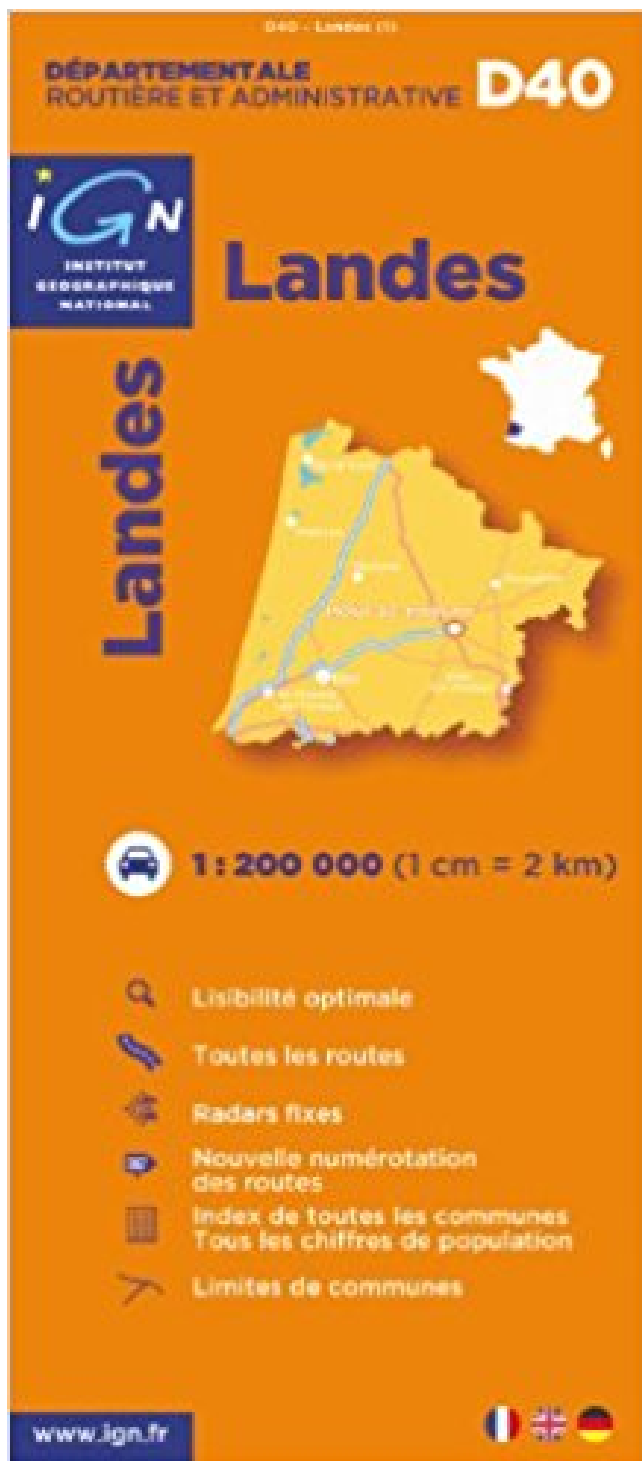 D40 - Landes (1)
DÉPARTEMENTALE
ROUTIÈRE ET ADMINISTRATIVE D40
iGN
INSTITUT
GEOGRAPHIQUE
NATIONAL
Landes
Landes
1 : 200 000 (1 cm = 2 km)
Lisibilité optimale
Toutes les routes
Radars fixes
Nouvelle numérotation
des routes
Index de toutes les communes
Tous les chiffres de population
Limites de communes
www.ign.fr